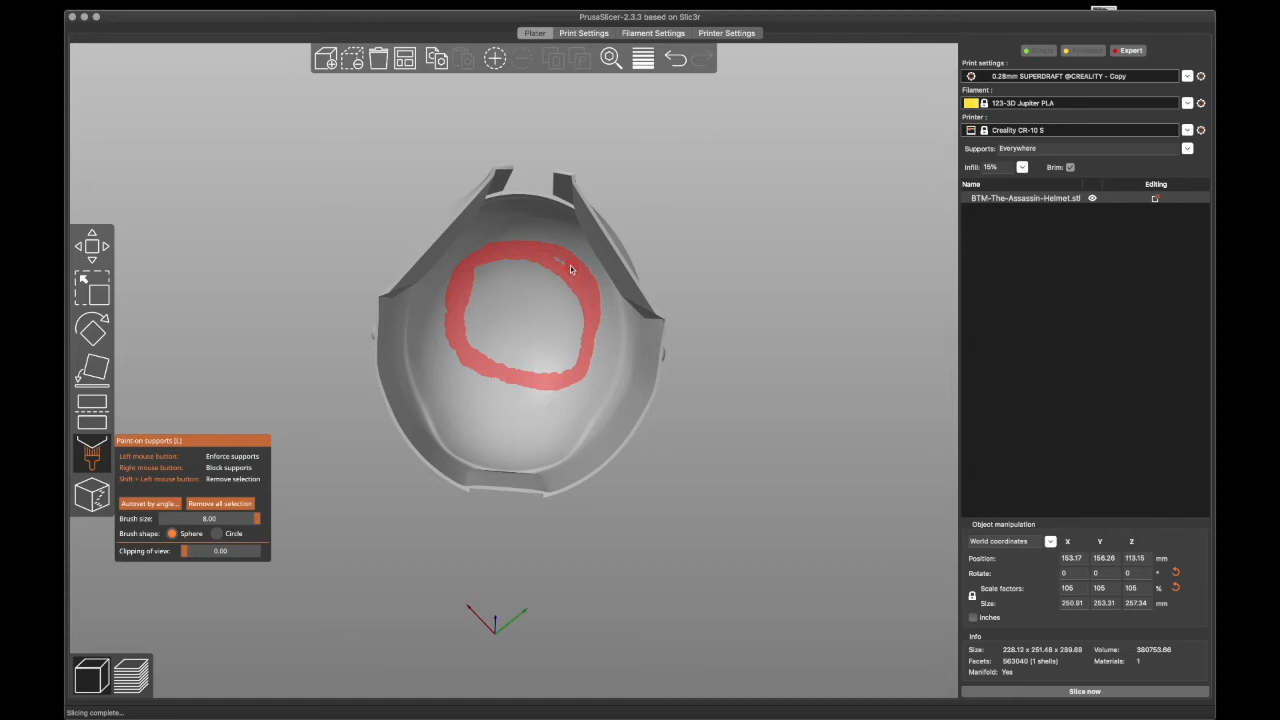 PrusaSlicer-2.3.3 based on Slic3r
Plater Print Settings Filament Settings Printer Settings
Simple Advanced Expert
Print settings:
0.28mm SUPERDRAFT @CREALITY - Copy
Filament :
123-3D Jupiter PLA
Printer :
Creality CR-10 S
Supports: Everywhere
Infill: 15% Brim:
Name Editing
BTM-The-Assassin-Helmet.stl
Paint-on supports [L]
Left mouse button: Enforce supports
Right mouse button: Block supports
Shift + Left mouse button: Remove selection
Autoset by angle... Remove all selection
Brush size: 8.00
Brush shape: Sphere Circle
Clipping of view: 0.00
Object manipulation
World coordinates X Y Z
Position: 153.17 156.26 113.15 mm
Rotate: 0 0 0 °
Scale factors: 105 105 105 %
Size: 250.91 253.31 257.34 mm
Inches
Info
Size: 228.12 x 251.48 x 289.68 Volume: 380753.66
Facets: 563040 (1 shells) Materials: 1
Manifold: Yes
Slice now
Slicing complete...